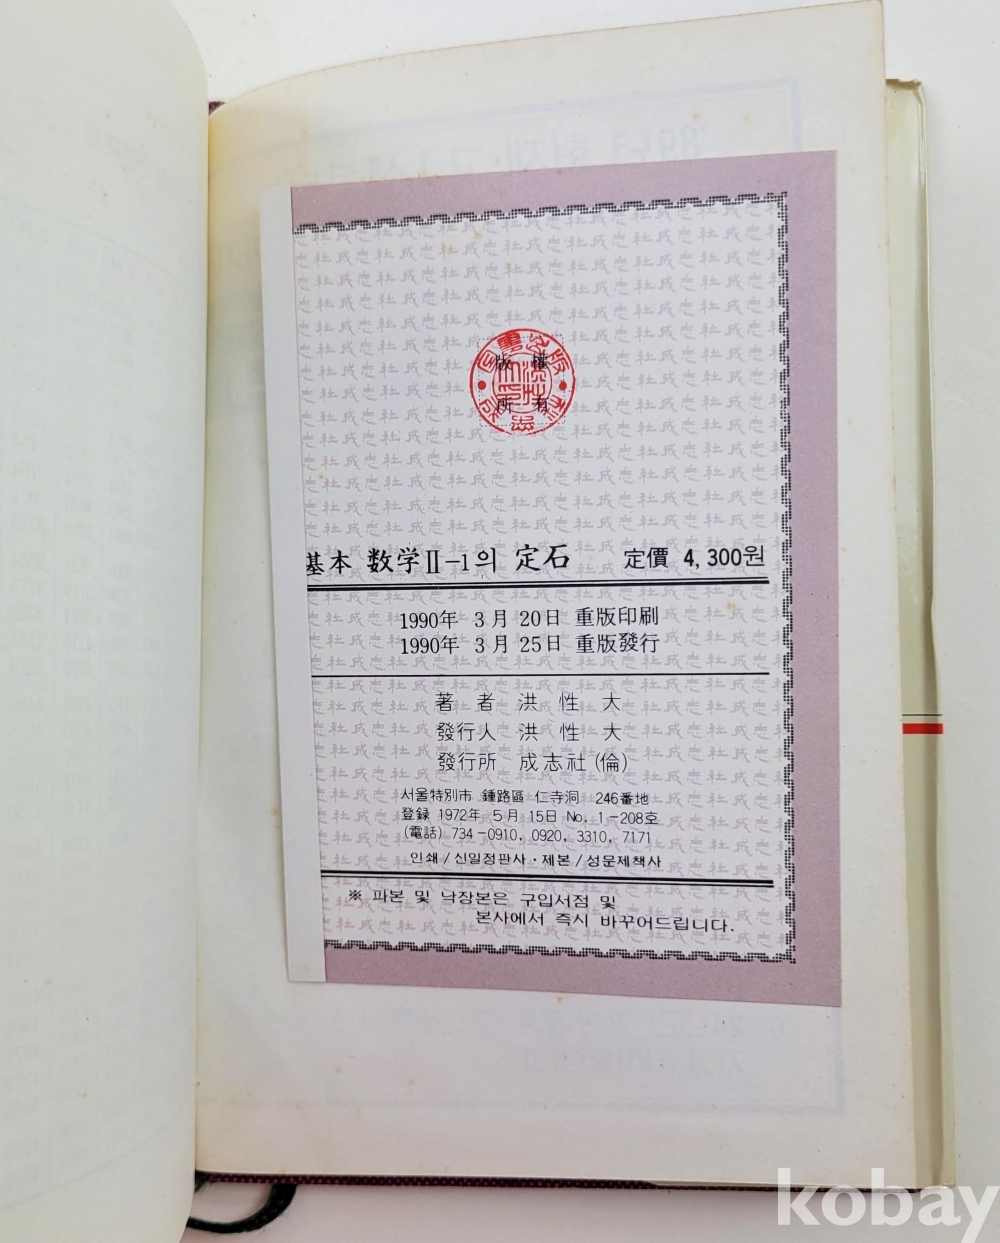 版權
所有
基本 数学Ⅱ-1의 定石 定價 4,300원
1990年 3月 20日 重版印刷
1990年 3月 25日 重版發行
著者 洪性大
發行人 洪性大
發行所 成志社(倫)
서울特別市 鍾路區 仁寺洞 246番地
登録 1972年 5月 15日 No. 1-208호
(電話) 734-0910, 0920, 3310, 7171
인쇄/신일정판사·제본/성문제책사
※ 파본 및 낙장본은 구입서점 및
본사에서 즉시 바꾸어드립니다.
kobay